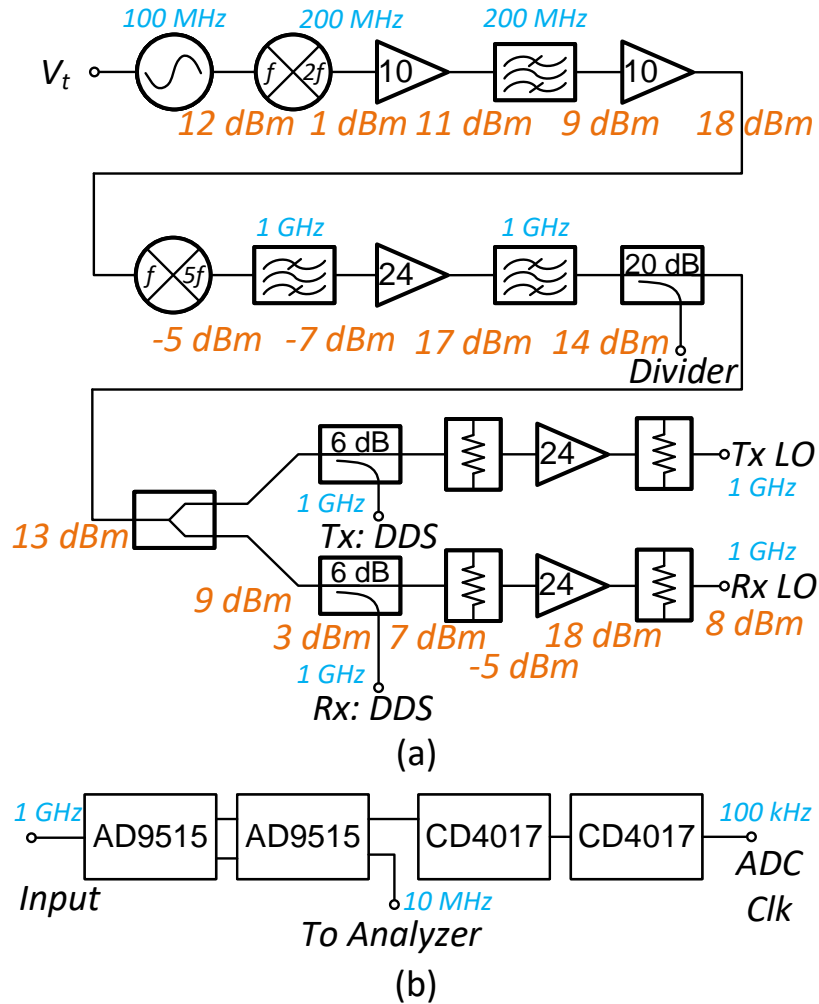 100 MHz 200 MHz 200 MHz
Vt f 2f 10 10
12 dBm 1 dBm 11 dBm 9 dBm 18 dBm
1 GHz 1 GHz
f 5f 24 20 dB
-5 dBm -7 dBm 17 dBm 14 dBm
Divider
6 dB 24 Tx LO
1 GHz 1 GHz
Tx: DDS
13 dBm
1 GHz
6 dB 24 Rx LO
9 dBm
3 dBm 7 dBm -5 dBm 18 dBm 8 dBm
1 GHz
Rx: DDS
(a)
1 GHz 100 kHz
AD9515 AD9515 CD4017 CD4017
Input ADC
Clk
10 MHz
To Analyzer
(b)